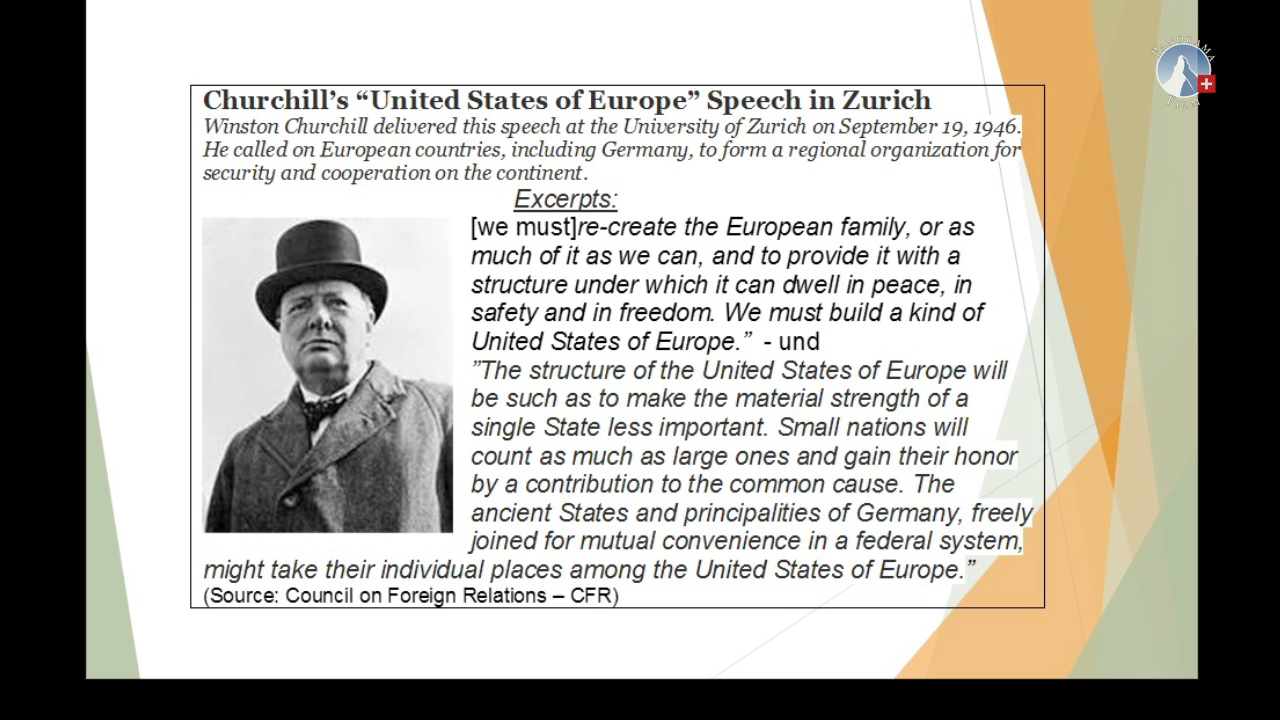 PANORAMA
FILM
Churchill's “United States of Europe” Speech in Zurich
Winston Churchill delivered this speech at the University of Zurich on September 19, 1946.
He called on European countries, including Germany, to form a regional organization for
security and cooperation on the continent.
Excerpts:
[we must]re-create the European family, or as
much of it as we can, and to provide it with a
structure under which it can dwell in peace, in
safety and in freedom. We must build a kind of
United States of Europe.” - und
”The structure of the United States of Europe will
be such as to make the material strength of a
single State less important. Small nations will
count as much as large ones and gain their honor
by a contribution to the common cause. The
ancient States and principalities of Germany, freely
joined for mutual convenience in a federal system,
might take their individual places among the United States of Europe.”
(Source: Council on Foreign Relations – CFR)